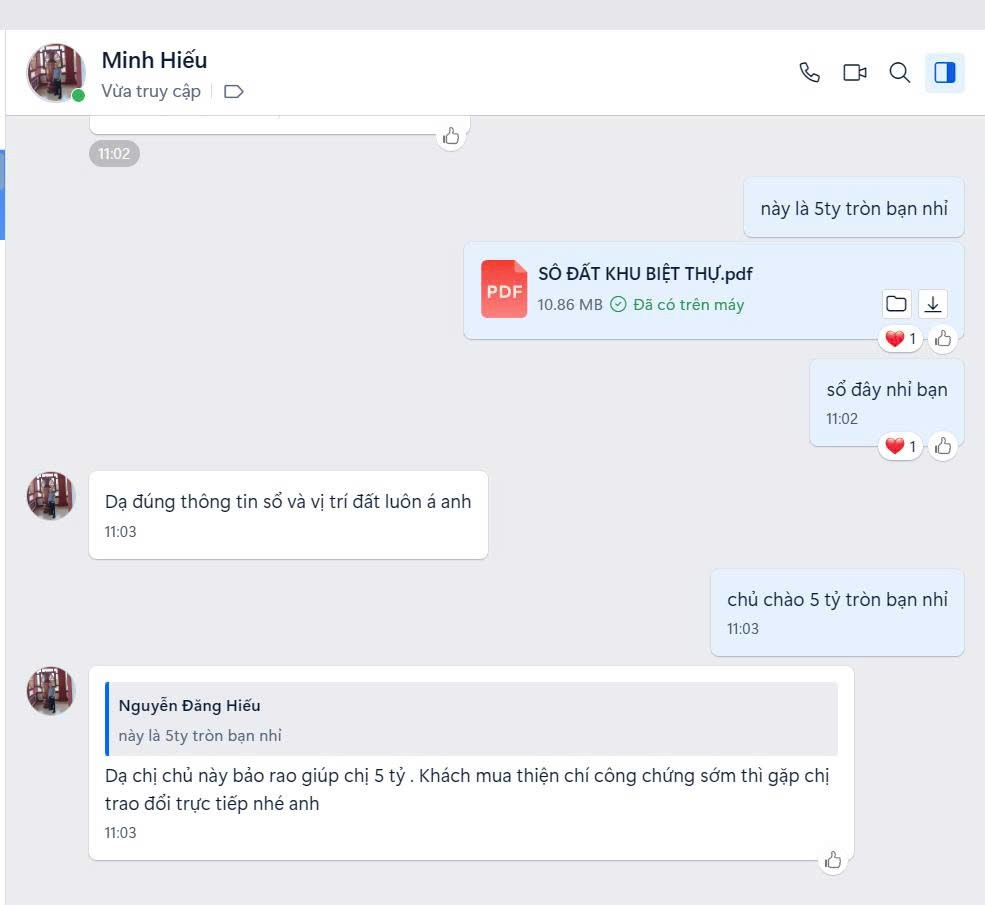 Minh Hiếu
Vừa truy cập
11:02
này là 5ty tròn bạn nhỉ
PDF
SÔ ĐẤT KHU BIỆT THỰ.pdf
10.86 MB Đã có trên máy
1
sổ đây nhỉ bạn
11:02
1
Dạ đúng thông tin sổ và vị trí đất luôn á anh
11:03
chủ chào 5 tỷ tròn bạn nhỉ
11:03
Nguyễn Đăng Hiếu
này là 5ty tròn bạn nhỉ
Dạ chị chủ này bảo rao giúp chị 5 tỷ . Khách mua thiện chí công chứng sớm thì gặp chị
trao đổi trực tiếp nhé anh
11:03